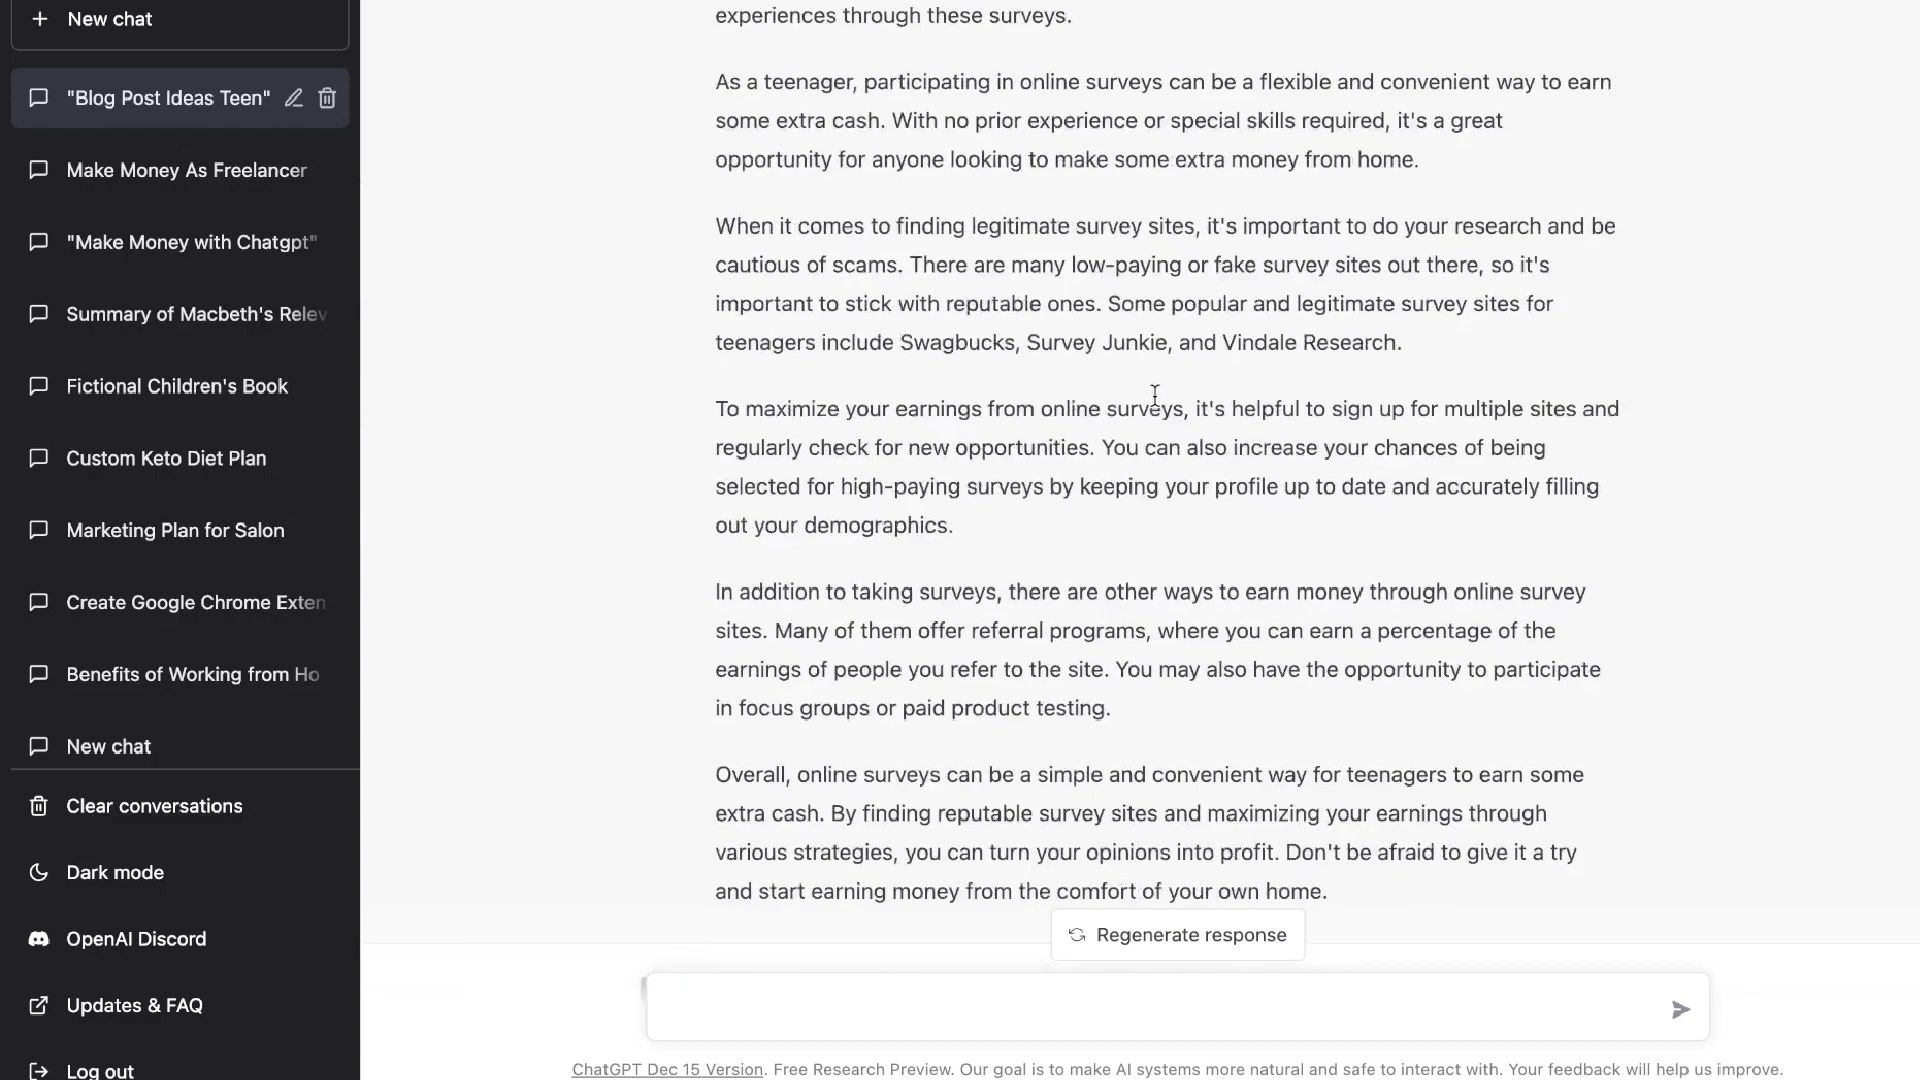 New chat
"Blog Post Ideas Teen"
Make Money As Freelancer
"Make Money with Chatgpt"
Summary of Macbeth's Relev
Fictional Children's Book
Custom Keto Diet Plan
Marketing Plan for Salon
Create Google Chrome Exten
Benefits of Working from Ho
New chat
Clear conversations
Dark mode
OpenAI Discord
Updates & FAQ
Log out
experiences through these surveys.
As a teenager, participating in online surveys can be a flexible and convenient way to earn
some extra cash. With no prior experience or special skills required, it's a great
opportunity for anyone looking to make some extra money from home.
When it comes to finding legitimate survey sites, it's important to do your research and be
cautious of scams. There are many low-paying or fake survey sites out there, so it's
important to stick with reputable ones. Some popular and legitimate survey sites for
teenagers include Swagbucks, Survey Junkie, and Vindale Research.
To maximize your earnings from online surveys, it's helpful to sign up for multiple sites and
regularly check for new opportunities. You can also increase your chances of being
selected for high-paying surveys by keeping your profile up to date and accurately filling
out your demographics.
In addition to taking surveys, there are other ways to earn money through online survey
sites. Many of them offer referral programs, where you can earn a percentage of the
earnings of people you refer to the site. You may also have the opportunity to participate
in focus groups or paid product testing.
Overall, online surveys can be a simple and convenient way for teenagers to earn some
extra cash. By finding reputable survey sites and maximizing your earnings through
various strategies, you can turn your opinions into profit. Don't be afraid to give it a try
and start earning money from the comfort of your own home.
Regenerate response
ChatGPT Dec 15 Version. Free Research Preview. Our goal is to make AI systems more natural and safe to interact with. Your feedback will help us improve.